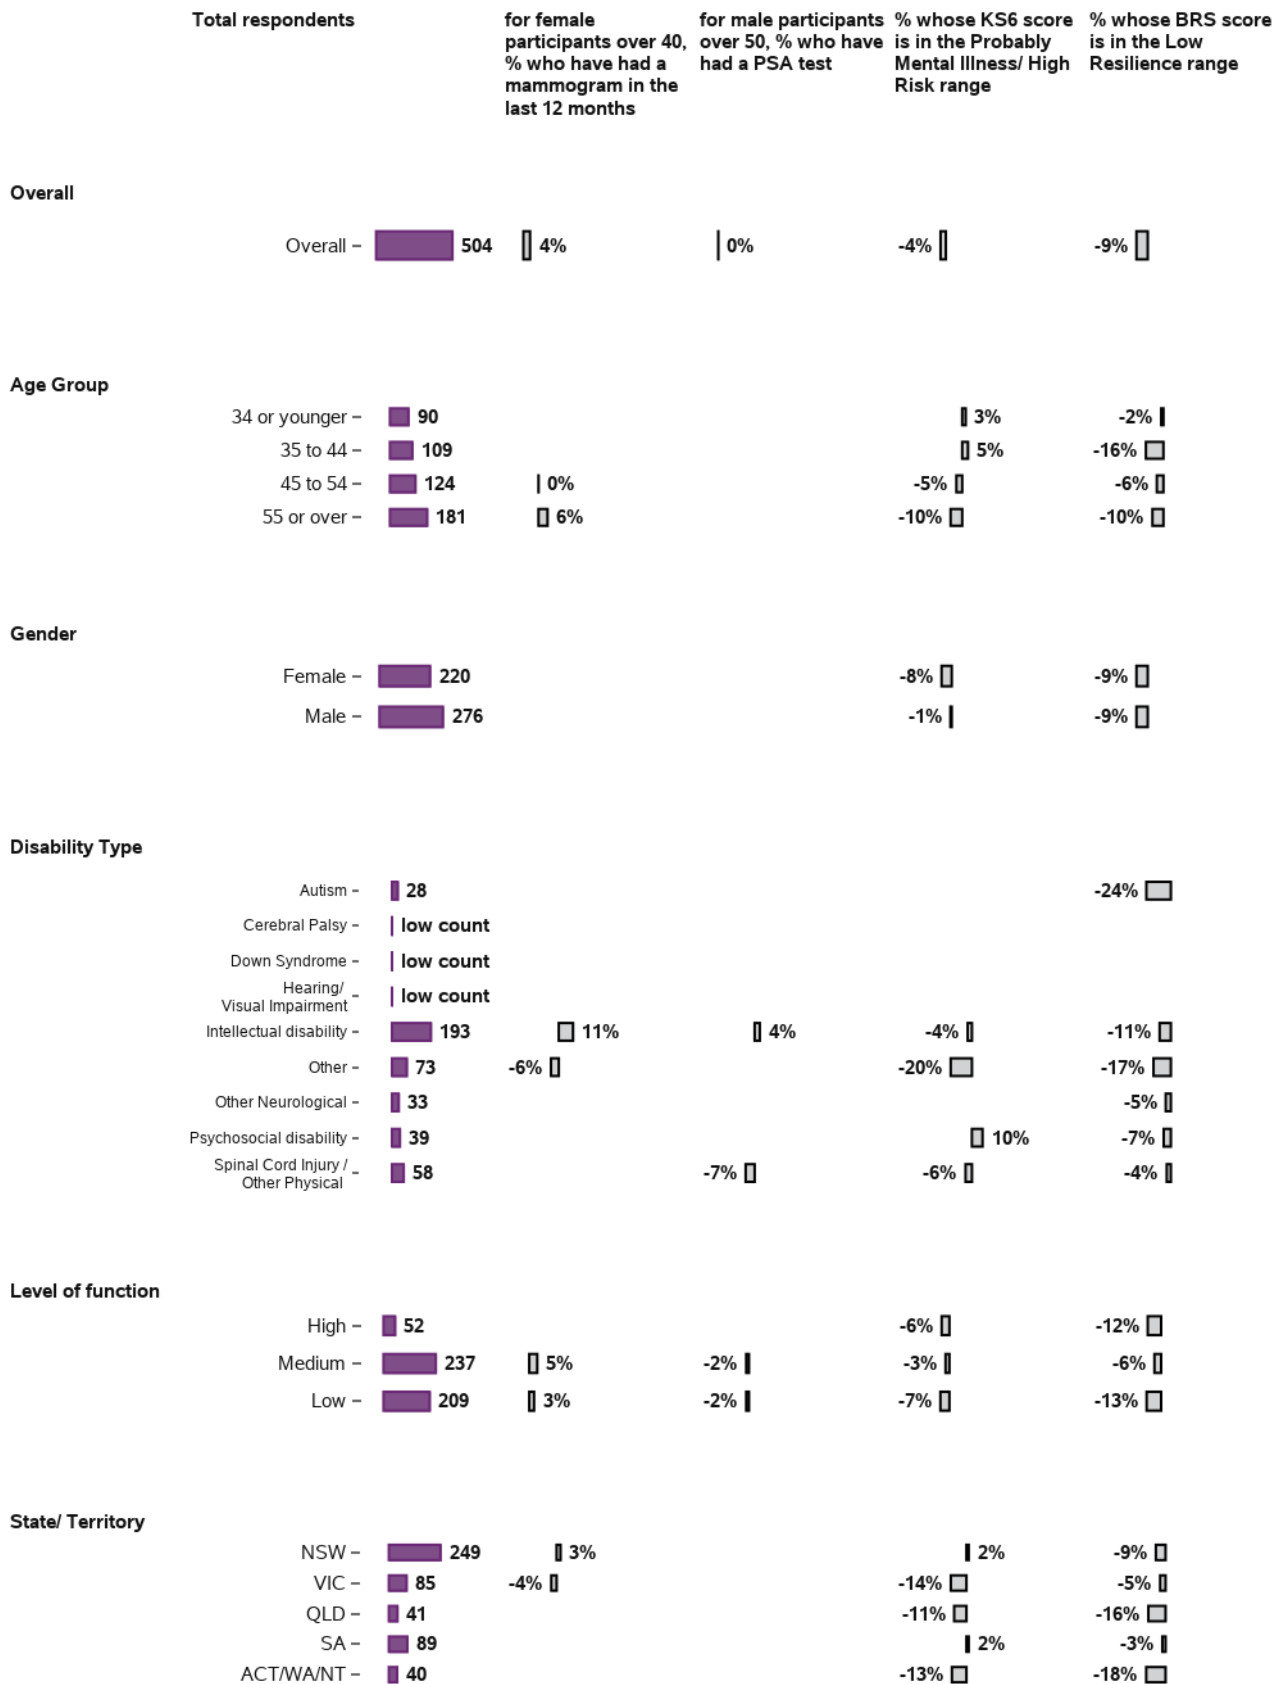 Total respondents
for female
participants over 40,
% who have had a
mammogram in the
last 12 months
for male participants
over 50, % who have
had a PSA test
% whose KS6 score
is in the Probably
Mental Illness/ High
Risk range
% whose BRS score
is in the Low
Resilience range
Overall
Overall 504 4% 0% -4% -9%
Age Group
34 or younger 90 3% -2%
35 to 44 109 5% -16%
45 to 54 124 0% -5% -6%
55 or over 181 6% -10% -10%
Gender
Female 220 -8% -9%
Male 276 -1% -9%
Disability Type
Autism 28 -24%
Cerebral Palsy low count
Down Syndrome low count
Hearing/
Visual Impairment low count
Intellectual disability 193 11% 4% -4% -11%
Other 73 -6% -20% -17%
Other Neurological 33 -5%
Psychosocial disability 39 10% -7%
Spinal Cord Injury /
Other Physical 58 -7% -6% -4%
Level of function
High 52 -6% -12%
Medium 237 5% -2% -3% -6%
Low 209 3% -2% -7% -13%
State/ Territory
NSW 249 3% 2% -9%
VIC 85 -4% -14% -5%
QLD 41 -11% -16%
SA 89 2% -3%
ACT/WA/NT 40 -13% -18%